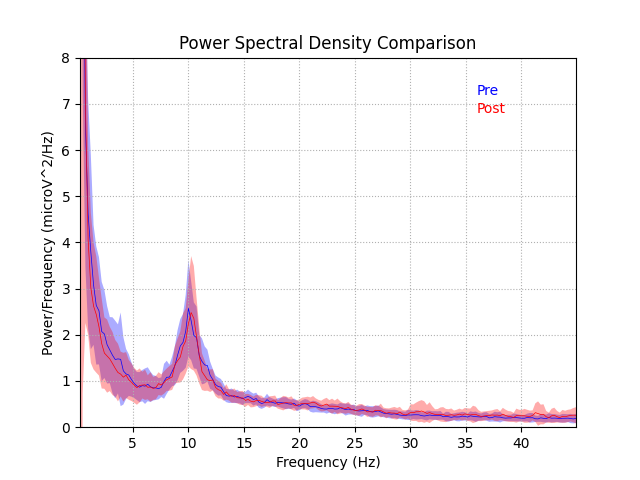 Power Spectral Density Comparison
Power/Frequency (microV^2/Hz)
8
7
6
5
4
3
2
1
0
Pre
Post
5 10 15 20 25 30 35 40
Frequency (Hz)